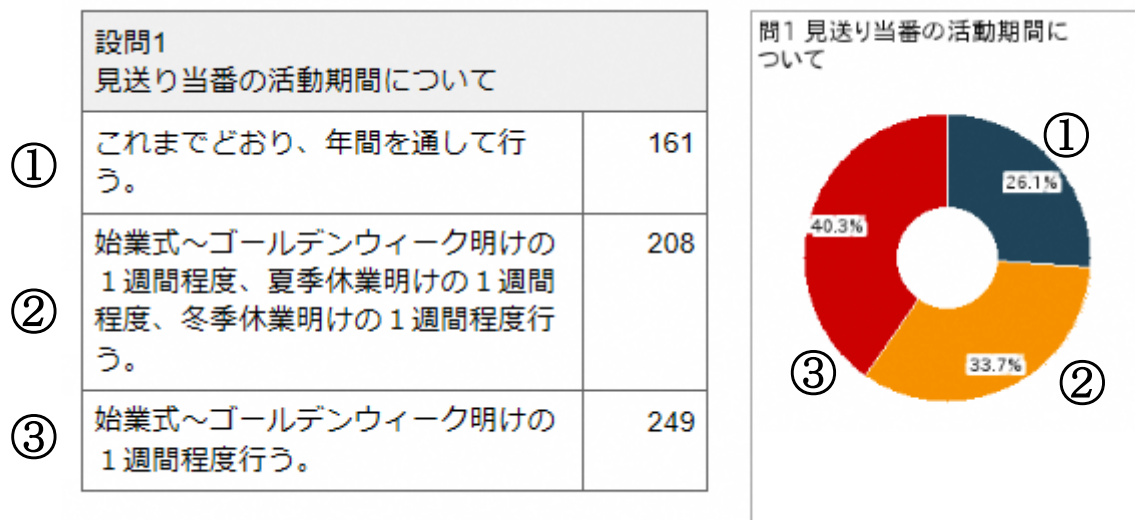 設問1
見送り当番の活動期間について
①
これまでどおり、年間を通して行
う。
161
②
始業式～ゴールデンウィーク明けの
１週間程度、夏季休業明けの１週間
程度、冬季休業明けの１週間程度行
う。
208
③
始業式～ゴールデンウィーク明けの
１週間程度行う。
249
問1 見送り当番の活動期間に
ついて
①
26.1%
40.3%
③
33.7%
②